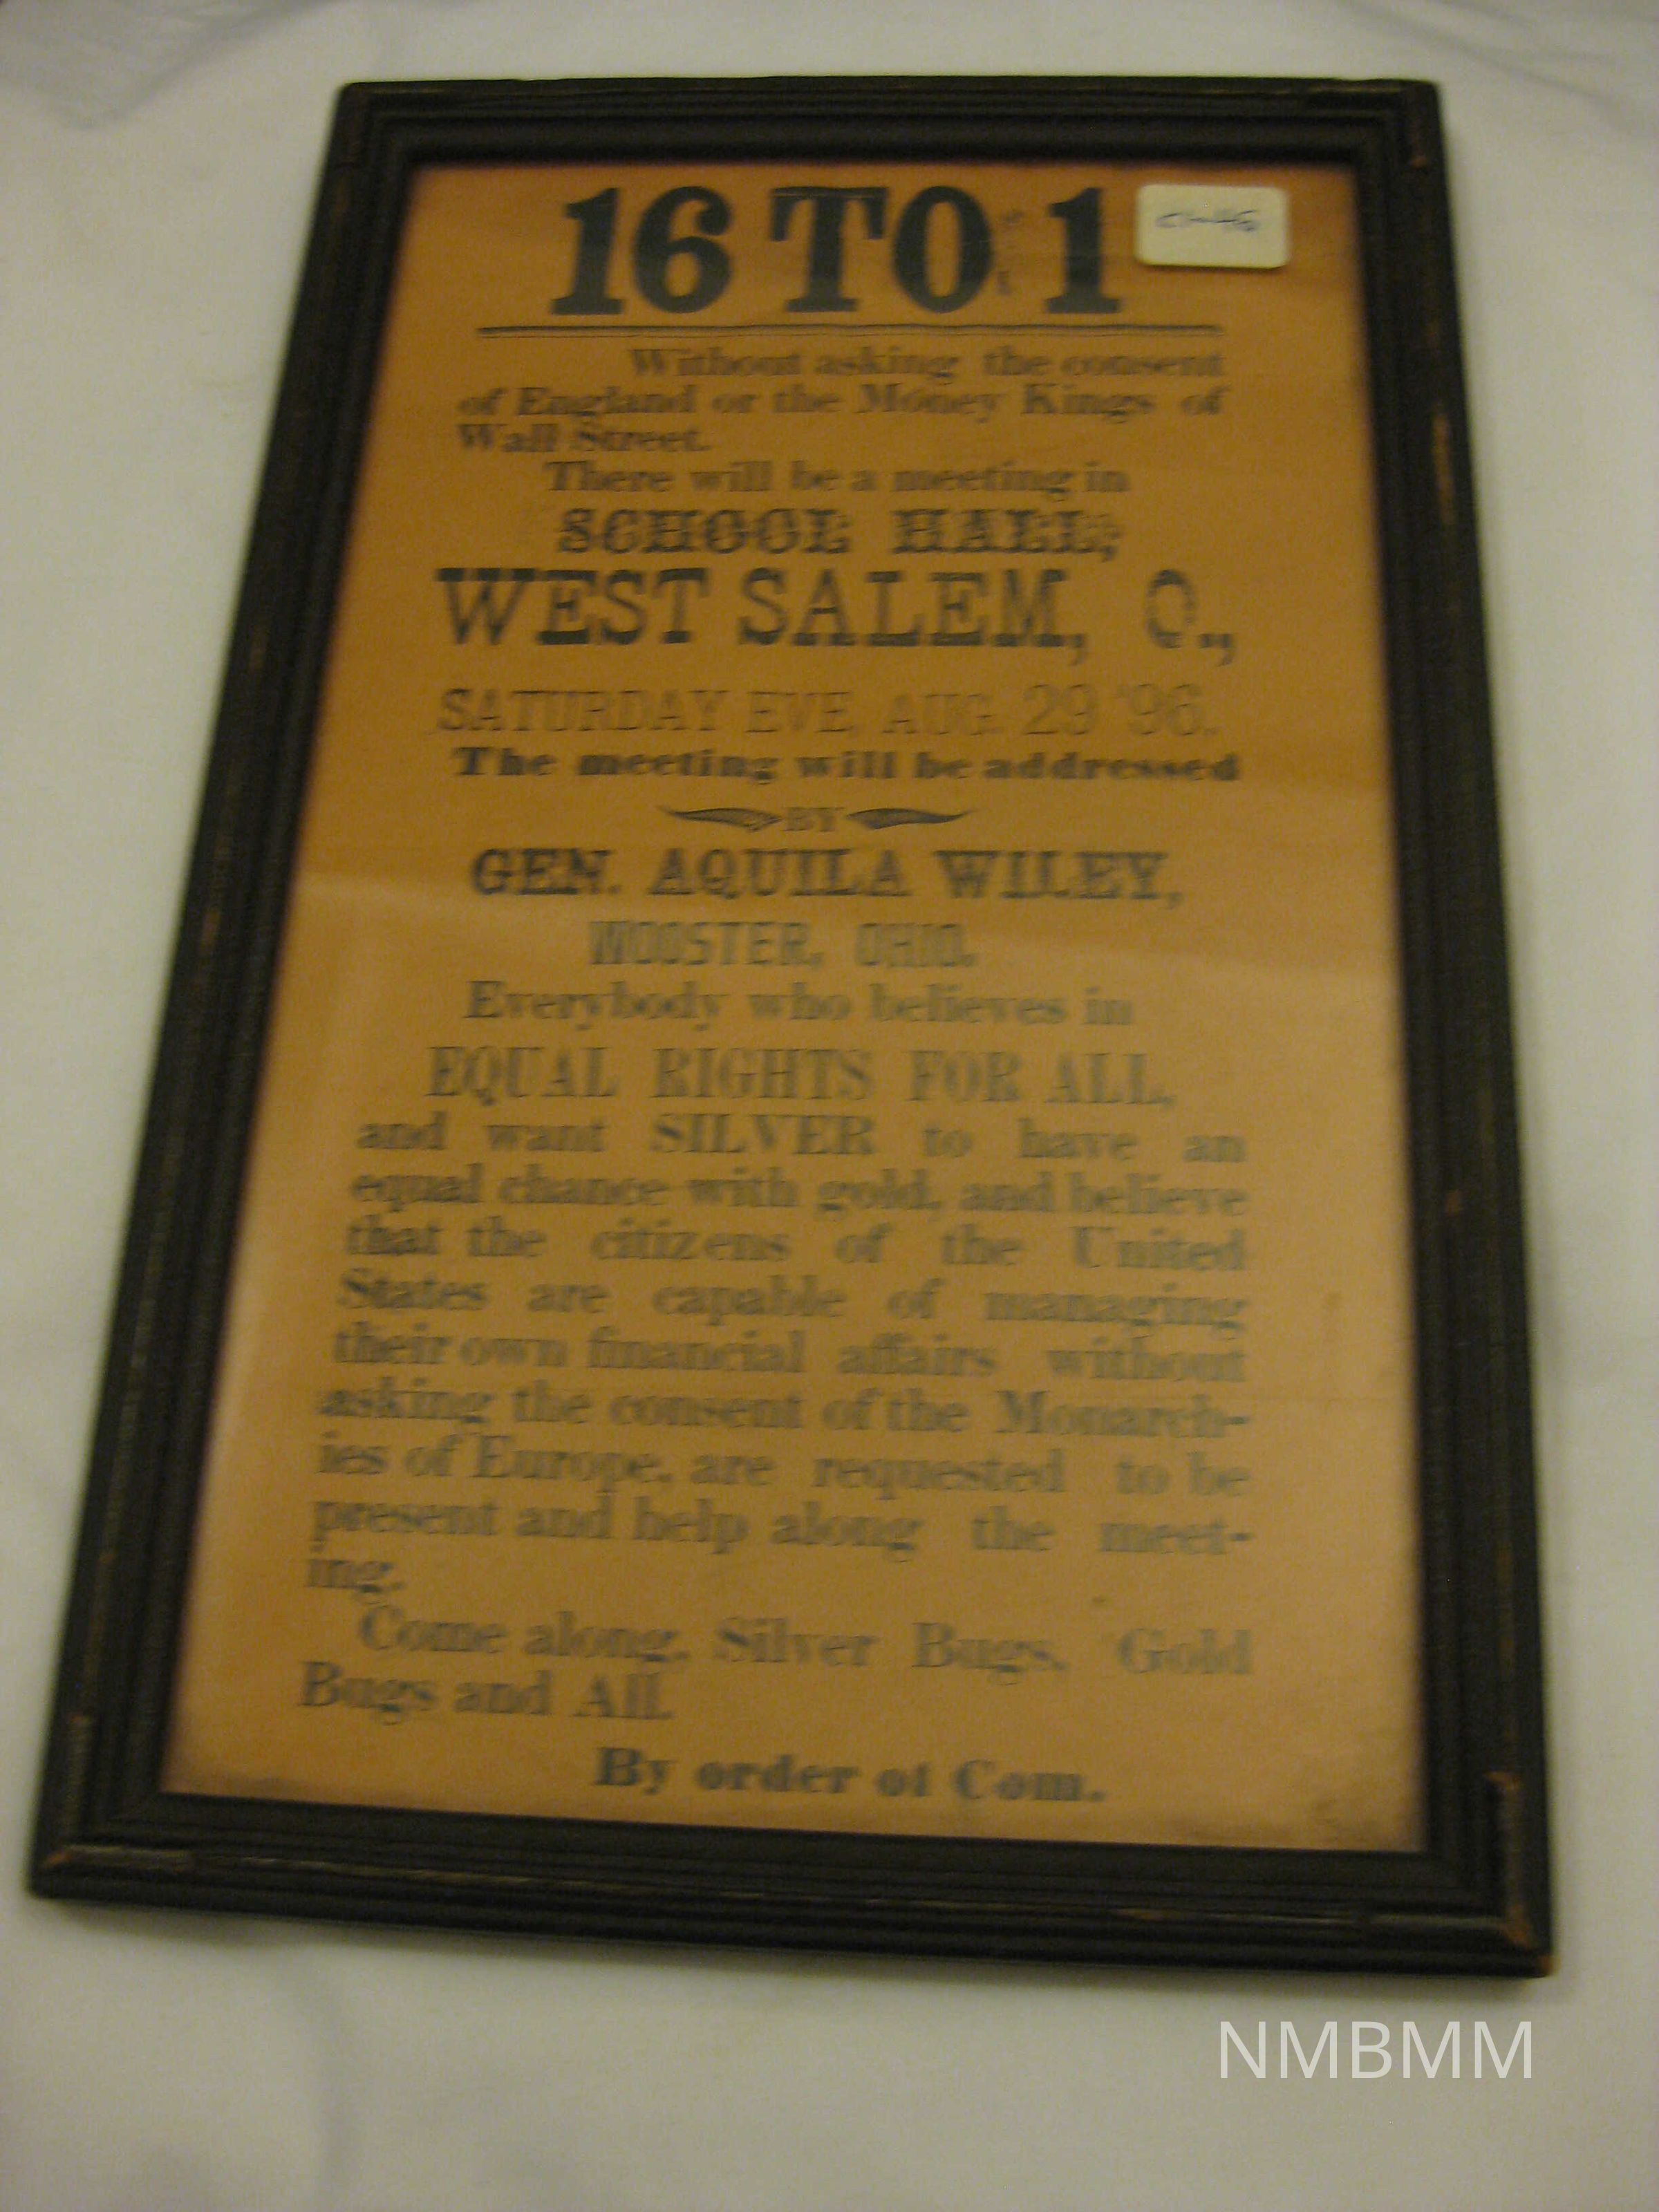 16 TO 1
Without asking the consent
of England or the Money Kings of
Wall Street.
There will be a meeting in
SCHOOL HALL,
WEST SALEM, O.,
SATURDAY EVE, AUG. 29 '96.
The meeting will be addressed
BY
GEN. AQUILA WILEY,
WOOSTER, OHIO.
Everybody who believes in
EQUAL RIGHTS FOR ALL,
and want SILVER to have an
equal chance with gold, and believe
that the citizens of the United
States are capable of managing
their own financial affairs without
asking the consent of the Monarch-
ies of Europe, are requested to be
present and help along the meet-
ing.
Come along, Silver Bugs, Gold
Bugs and All.
By order of Com.
NMBMM